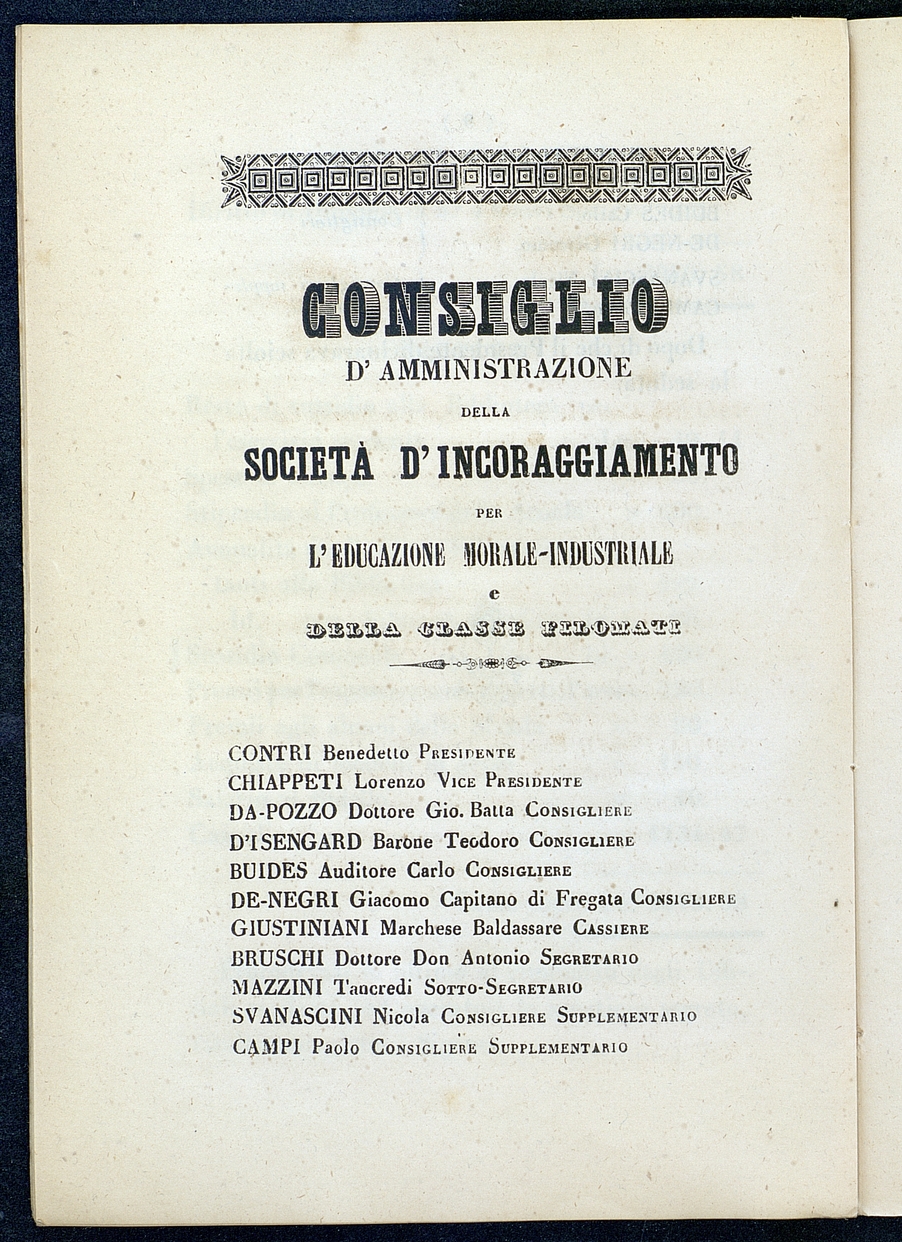 CONSIGLIO
D' AMMINISTRAZIONE
DELLA
SOCIETÀ D'INCORAGGIAMENTO
PER
L'EDUCAZIONE MORALE-INDUSTRIALE
e
DELLA CLASSE FILOMATI
CONTRI Benedetto PRESIDENTE
CHIAPPETI Lorenzo VICE PRESIDENTE
DA-POZZO Dottore Gio. Batta CONSIGLIERE
D'ISENGARD Barone Teodoro CONSIGLIERE
BUIDES Auditore Carlo CONSIGLIERE
DE-NEGRI Giacomo Capitano di Fregata CONSIGLIERE
GIUSTINIANI Marchese Baldassare CASSIERE
BRUSCHI Dottore Don Antonio SEGRETARIO
MAZZINI Tancredi SOTTO-SEGRETARIO
SVANASCINI Nicola CONSIGLIERE SUPPLEMENTARIO
CAMPI Paolo CONSIGLIERE SUPPLEMENTARIO